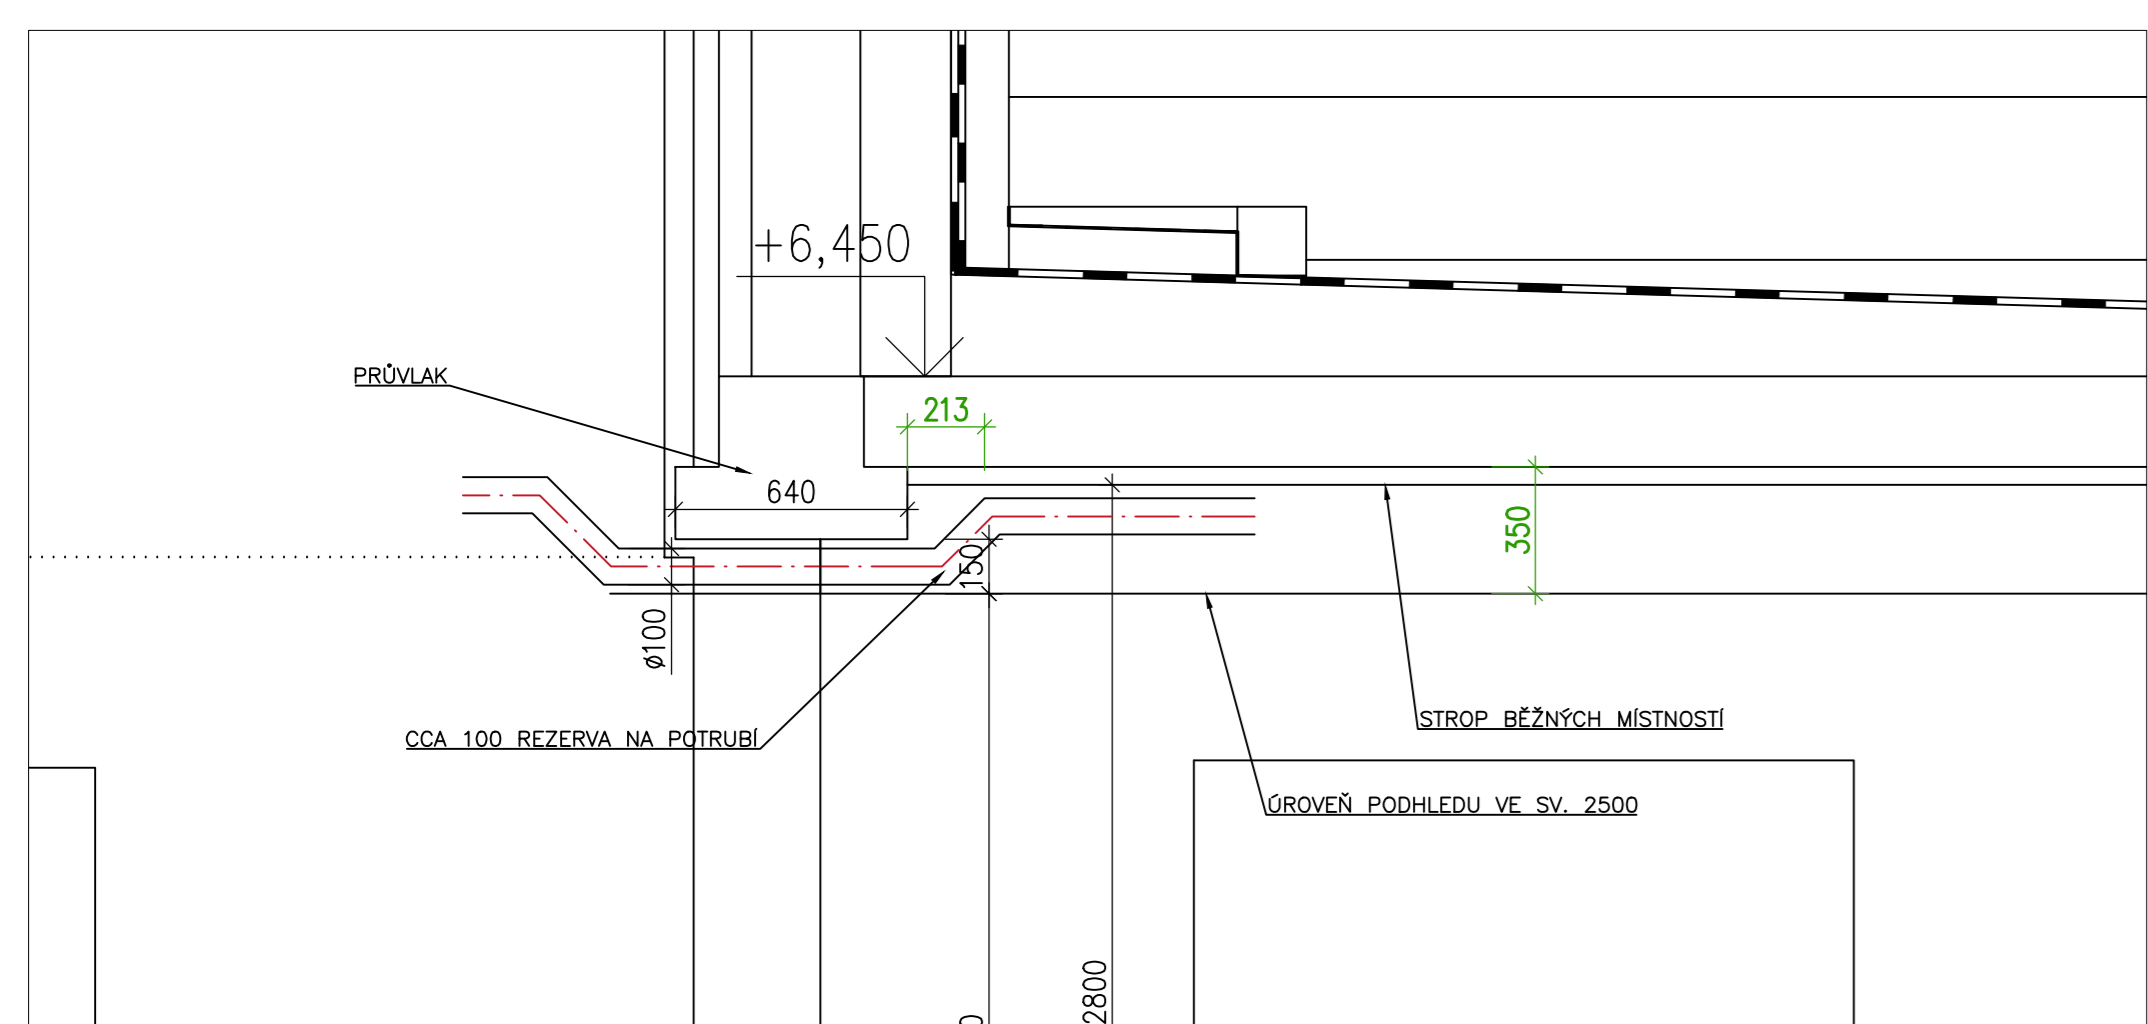 +6,450
PRŮVLAK
213
640
350
150
ø100
STROP BĚŽNÝCH MÍSTNOSTÍ
CCA 100 REZERVA NA POTRUBÍ
ÚROVEŇ PODHLEDU VE SV. 2500
2800